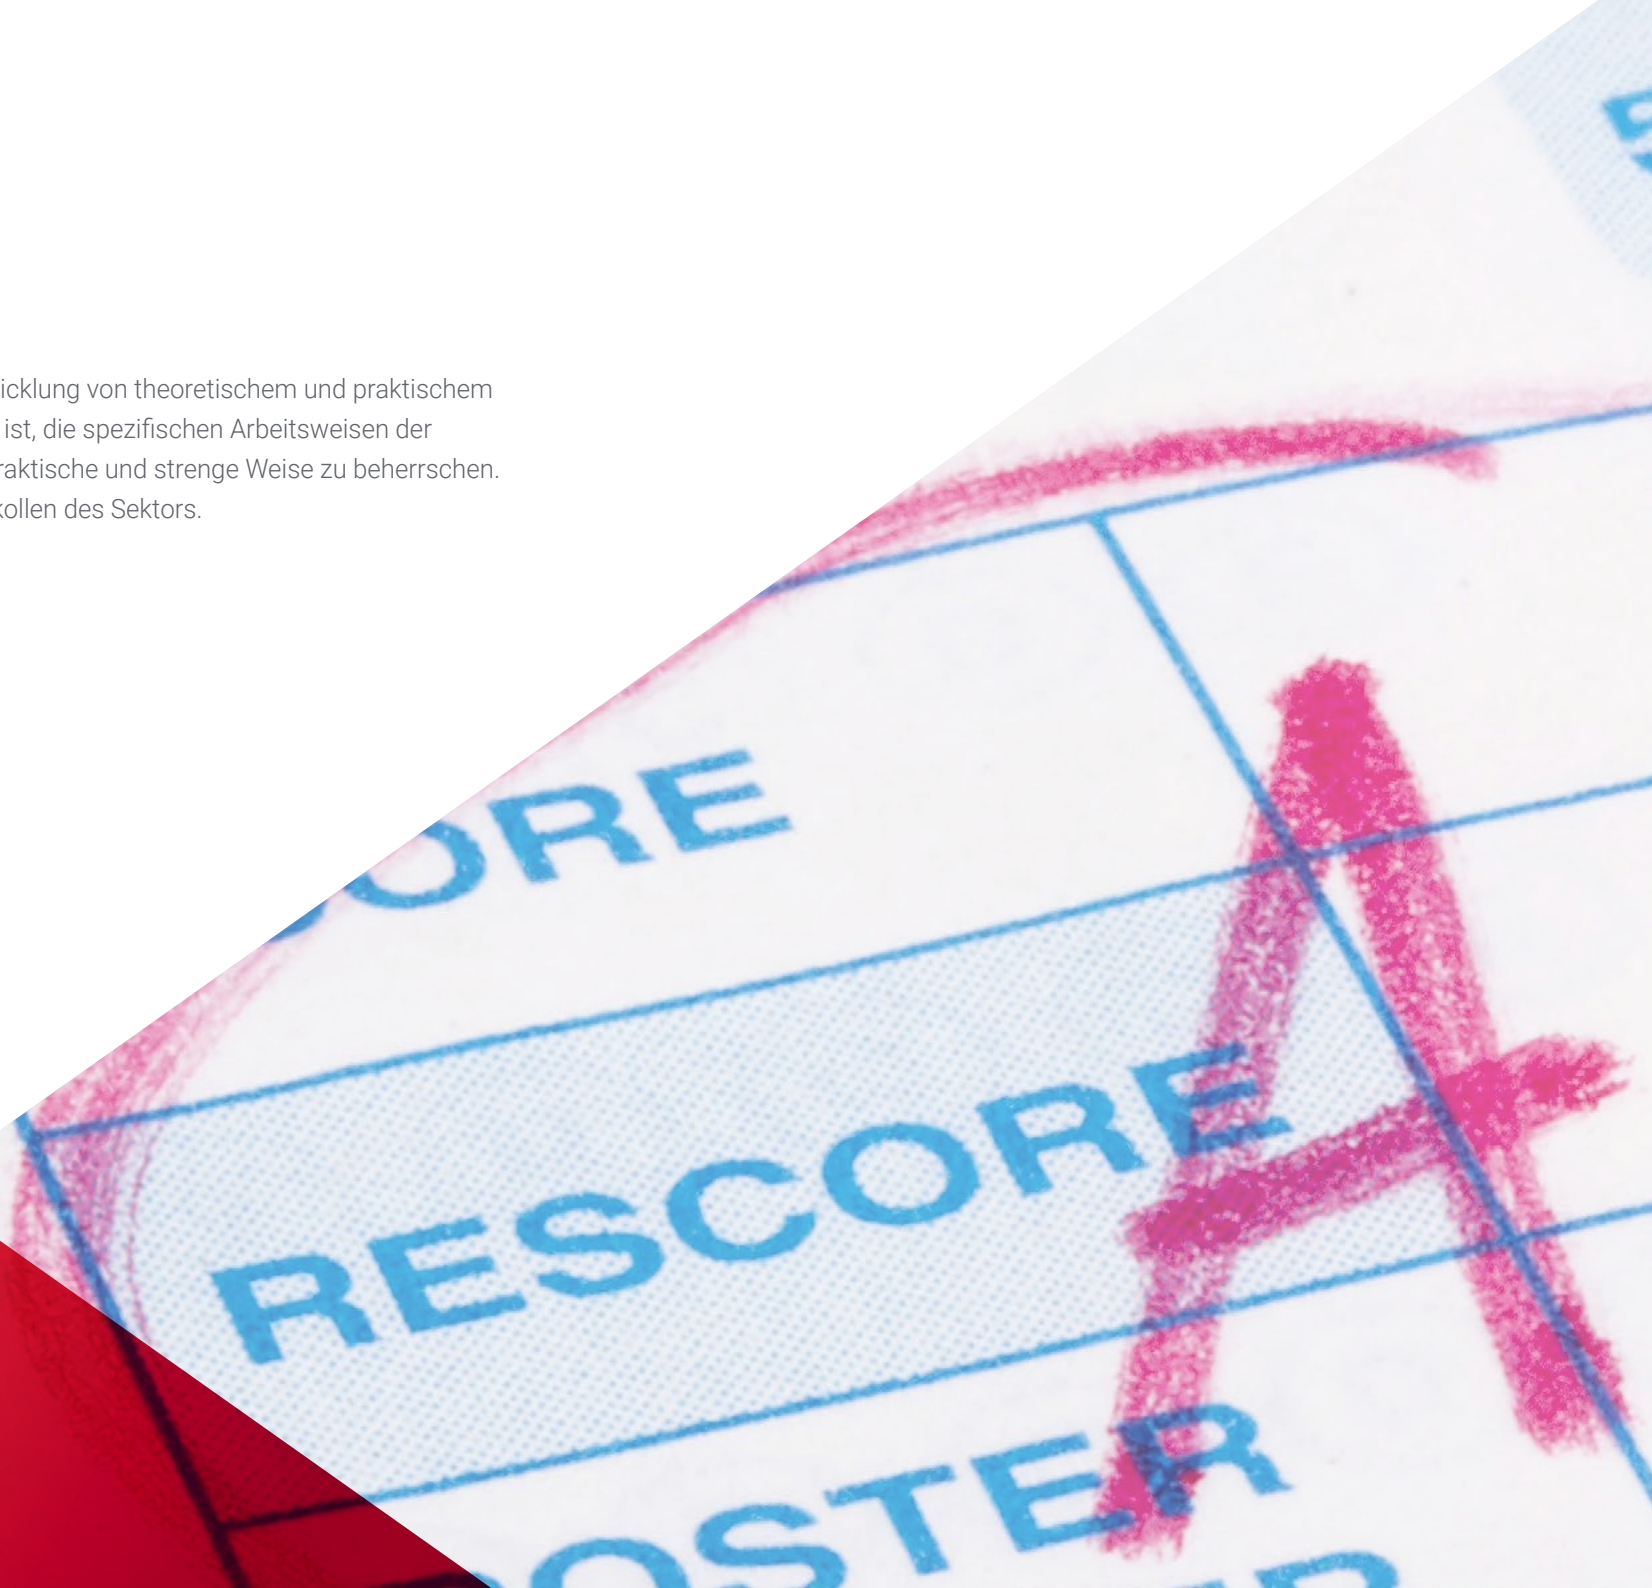 icklung von theoretischem und praktischem
ist, die spezifischen Arbeitsweisen der
raktische und strenge Weise zu beherrschen.
kollen des Sektors.
ORE
RESCORE
OSTER
A